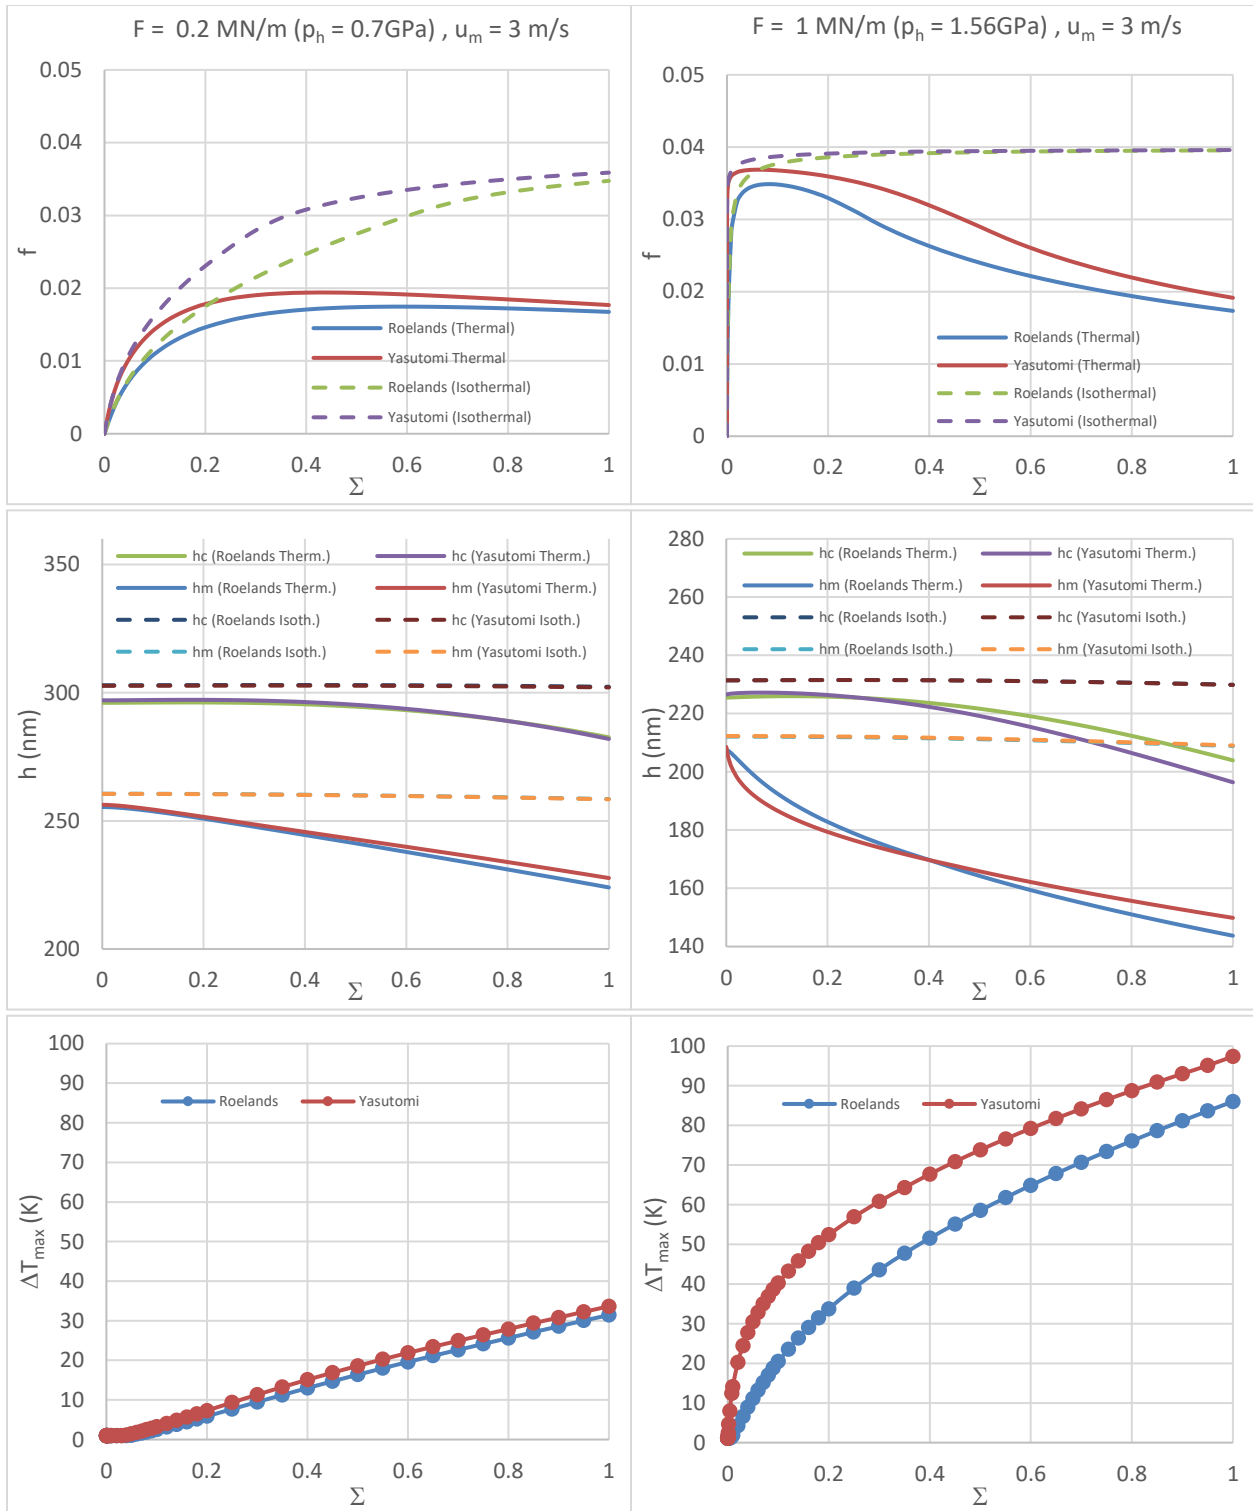 F = 0.2 MN/m (pₕ = 0.7GPa) , uₘ = 3 m/s
0.05
0.04
0.03
0.02
0.01
0
f
Roelands (Thermal)
Yasutomi Thermal
Roelands (Isothermal)
Yasutomi (Isothermal)
0 0.2 0.4 0.6 0.8 1
Σ
F = 1 MN/m (pₕ = 1.56GPa) , uₘ = 3 m/s
0.05
0.04
0.03
0.02
0.01
0
f
Roelands (Thermal)
Yasutomi (Thermal)
Roelands (Isothermal)
Yasutomi (Isothermal)
0 0.2 0.4 0.6 0.8 1
Σ
350
300
250
200
h (nm)
hc (Roelands Therm.) hc (Yasutomi Therm.)
hm (Roelands Therm.) hm (Yasutomi Therm.)
hc (Roelands Isoth.) hc (Yasutomi Isoth.)
hm (Roelands Isoth.) hm (Yasutomi Isoth.)
0 0.2 0.4 0.6 0.8 1
Σ
280
260
240
220
200
180
160
140
h (nm)
hc (Roelands Therm.) hc (Yasutomi Therm.)
hm (Roelands Therm.) hm (Yasutomi Therm.)
hc (Roelands Isoth.) hc (Yasutomi Isoth.)
hm (Roelands Isoth.) hm (Yasutomi Isoth.)
0 0.2 0.4 0.6 0.8 1
Σ
100
90
80
70
60
50
40
30
20
10
0
ΔTₘₐₓ (K)
Roelands Yasutomi
0 0.2 0.4 0.6 0.8 1
Σ
100
90
80
70
60
50
40
30
20
10
0
ΔTₘₐₓ (K)
Roelands Yasutomi
0 0.2 0.4 0.6 0.8 1
Σ